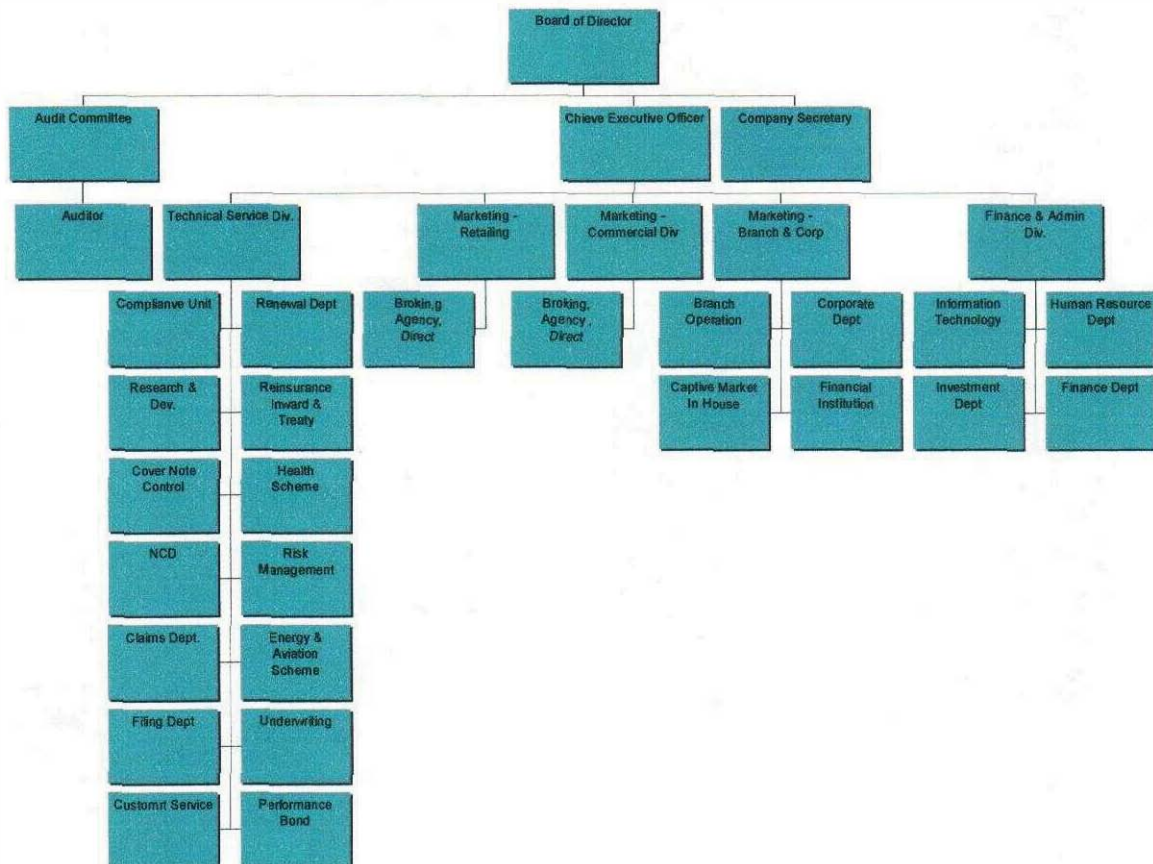 Board of Director
Audit Committee
Chieve Executive Officer
Company Secretary
Auditor
Technical Service Div.
Marketing -
Retailing
Marketing -
Commercial Div
Marketing -
Branch & Corp
Finance & Admin
Div.
Complianve Unit
Renewal Dept
Broking
Agency,
Direct
Broking,
Agency ,
Direct
Branch
Operation
Corporate
Dept
Information
Technology
Human Resource
Dept
Research &
Dev.
Reinsurance
Inward &
Treaty
Captive Market
In House
Financial
Institution
Investment
Dept
Finance Dept
Cover Note
Control
Health
Scheme
NCD
Risk
Management
Claims Dept.
Energy &
Aviation
Scheme
Filing Dept
Underwriting
Customrt Service
Performance
Bond